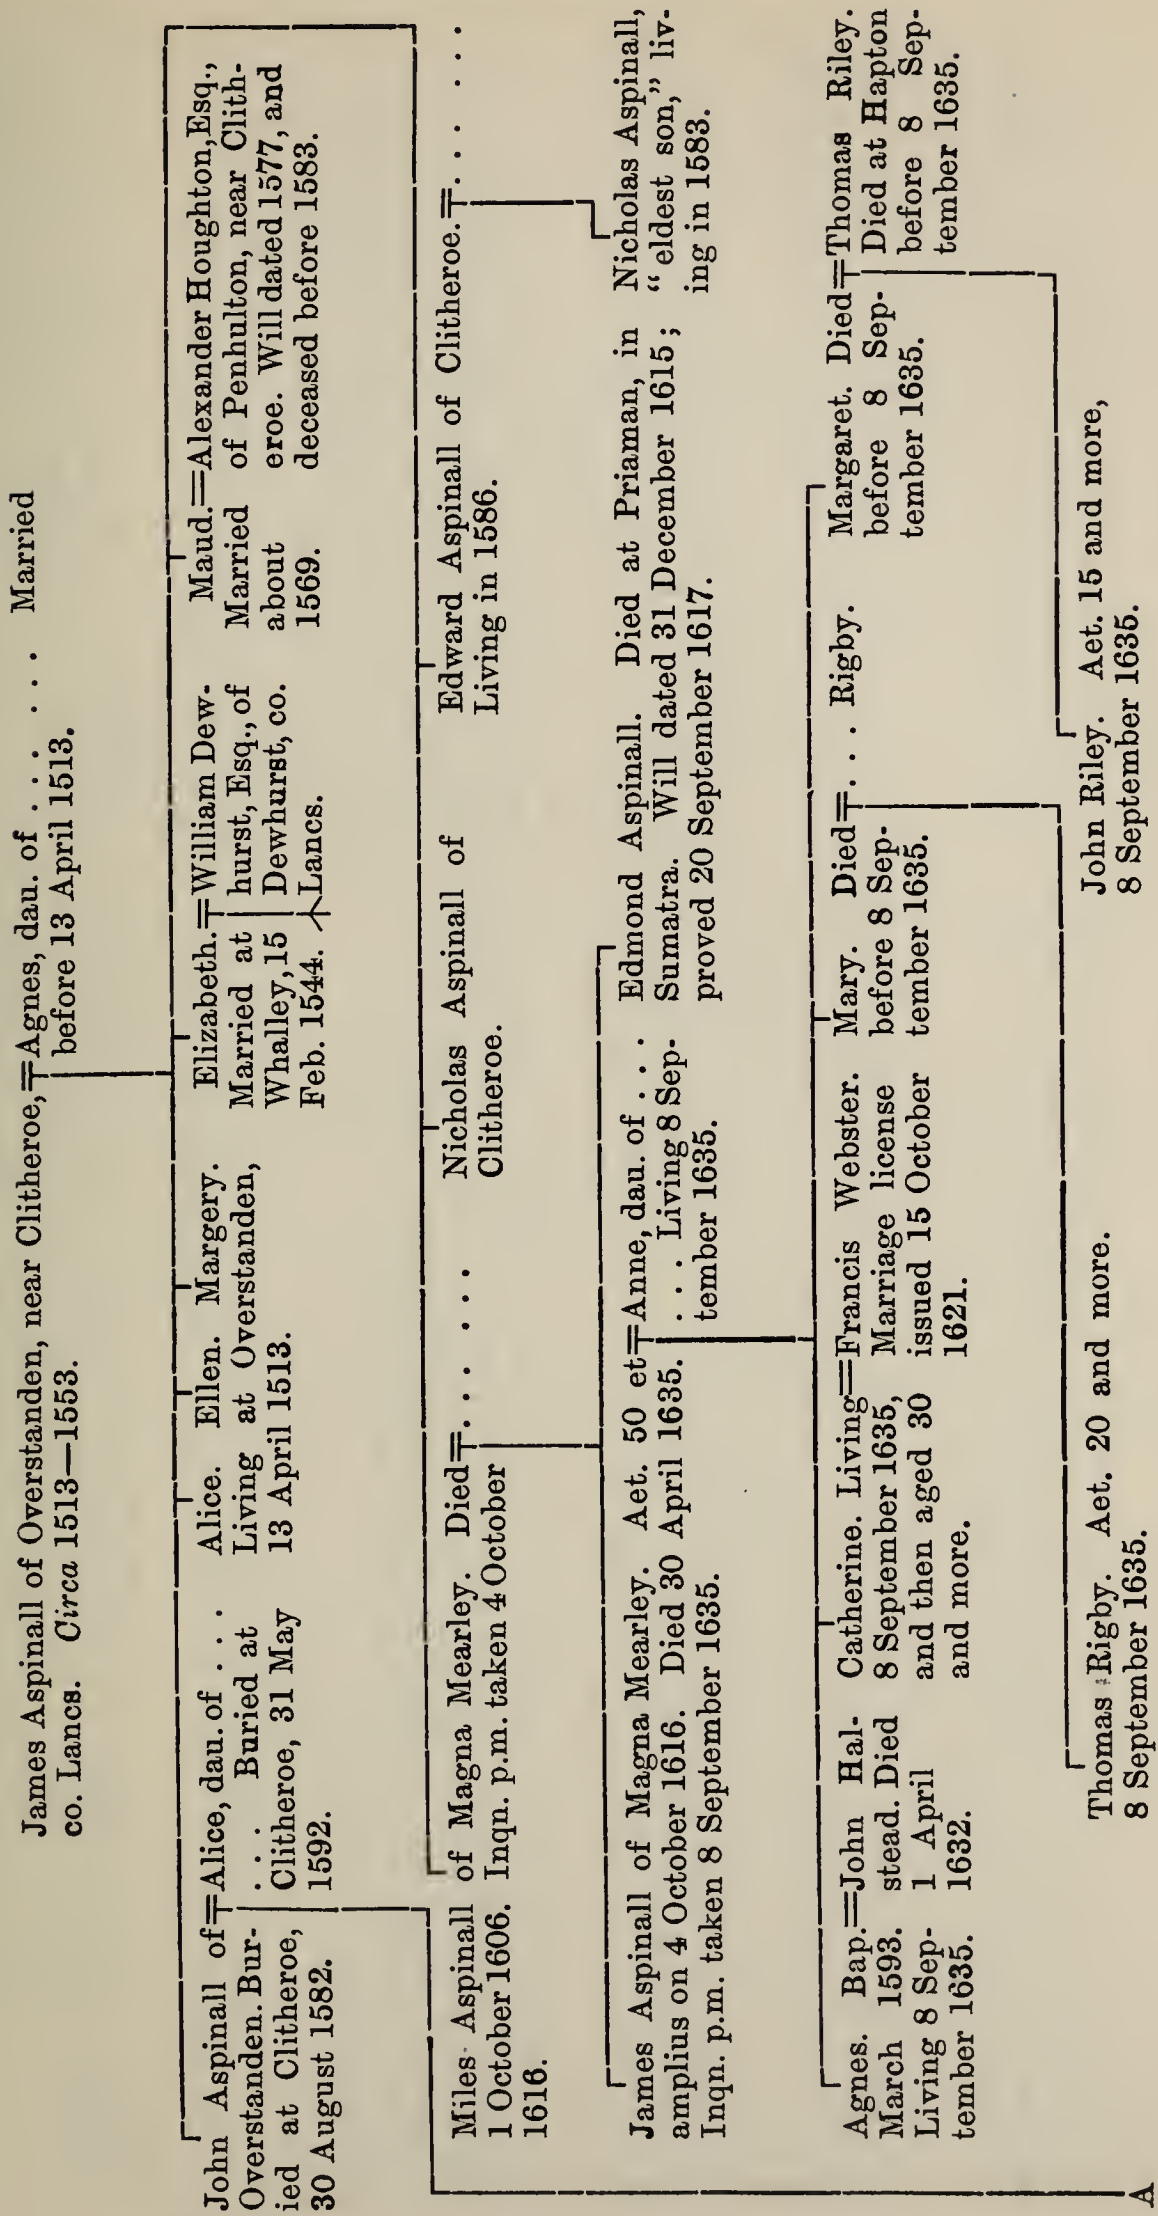 James Aspinall of Overstanden, near Clitheroe,╤Agnes, dau. of . . . . . . . Married
co. Lancs. Circa 1513—1553.
before 13 April 1513.
John Aspinall of╤Alice, dau. of . . .
Overstanden. Bur-
ied at Clitheroe,
30 August 1582.
. . . . Buried at
Clitheroe, 31 May
1592.
Alice. Ellen. Margery.
Living at Overstanden,
13 April 1513.
Elizabeth.╤William Dew-
Married at
Whalley, 15
Feb. 1544.
hurst, Esq., of
Dewhurst, co.
Lancs.
Maud.═Alexander Houghton, Esq.,
Married
about
1569.
of Penhulton, near Clith-
eroe. Will dated 1577, and
deceased before 1583.
Miles Aspinall of Magna Mearley. Died╤. . . . . .
1 October 1606. Inqn. p.m. taken 4 October
1616.
Nicholas Aspinall of
Clitheroe.
Edward Aspinall of Clitheroe.╤. . . . . . .
Living in 1586.
James Aspinall of Magna Mearley. Aet. 50 et╤Anne, dau. of . . .
amplius on 4 October 1616. Died 30 April 1635.
Inqn. p.m. taken 8 September 1635.
. . . . Living 8 Sep-
tember 1635.
Edmond Aspinall. Died at Priaman, in
Sumatra. Will dated 31 December 1615;
proved 20 September 1617.
Nicholas Aspinall,
“eldest son,” liv-
ing in 1583.
Agnes. Bap.═John Hal-
March 1593.
Living 8 Sep-
tember 1635.
stead. Died
1 April
1632.
Catherine. Living═Francis Webster.
8 September 1635,
and then aged 30
and more.
Marriage license
issued 15 October
1621.
Mary. Died╤. . . . Rigby.
before 8 Sep-
tember 1635.
Margaret. Died╤Thomas Riley.
before 8 Sep-
tember 1635.
Died at Hapton
before 8 Sep-
tember 1635.
Thomas Rigby. Aet. 20 and more.
8 September 1635.
John Riley. Aet. 15 and more,
8 September 1635.
A